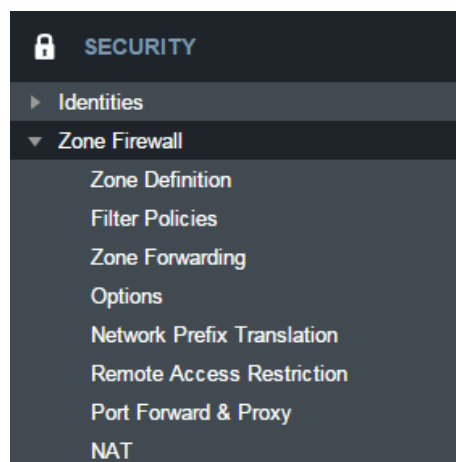 SECURITY
Identities
Zone Firewall
Zone Definition
Filter Policies
Zone Forwarding
Options
Network Prefix Translation
Remote Access Restriction
Port Forward & Proxy
NAT